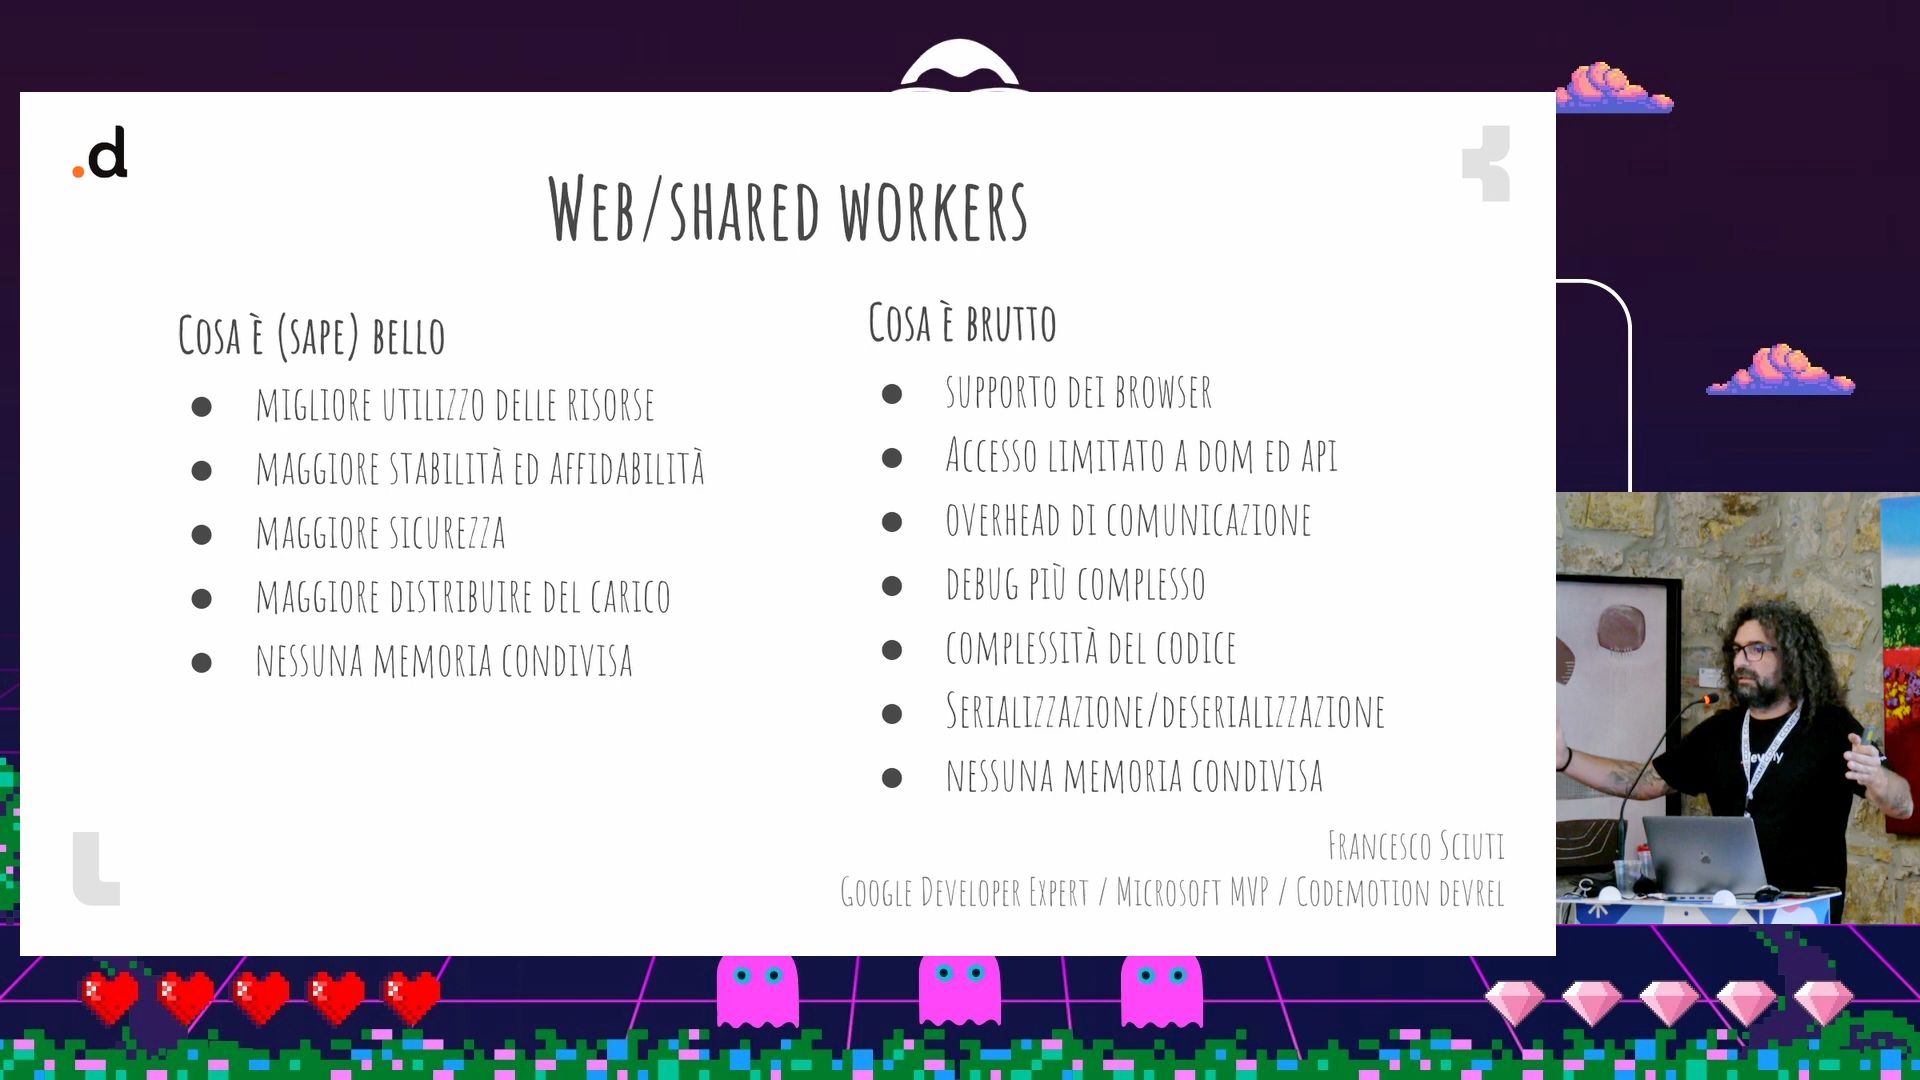 .d
Web/shared workers
Cosa è (sape) bello
migliore utilizzo delle risorse
maggiore stabilità ed affidabilità
maggiore sicurezza
maggiore distribuire del carico
nessuna memoria condivisa
Cosa è brutto
supporto dei browser
Accesso limitato a dom ed api
overhead di comunicazione
debug più complesso
complessità del codice
Serializzazione/deserializzazione
nessuna memoria condivisa
Francesco Sciuti
Google Developer Expert / Microsoft MVP / Codemotion devrel